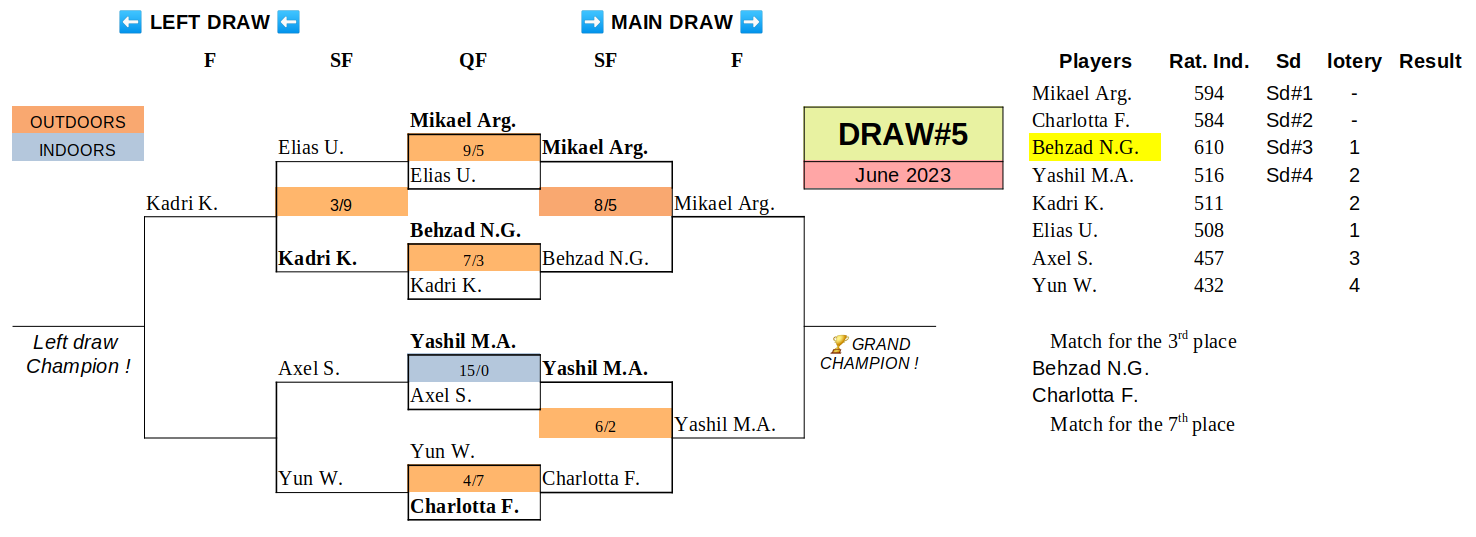 ⬅ LEFT DRAW ⬅ ➡ MAIN DRAW ➡
F SF QF SF F
Players Rat. Ind. Sd lotery Result
OUTDOORS
INDOORS
Mikael Arg.
Elias U. 9/5 Mikael Arg.
Elias U.
Kadri K. 3/9 8/5 Mikael Arg.
Behzad N.G.
Kadri K. 7/3 Behzad N.G.
Kadri K.
Left draw
Champion !
Yashil M.A.
Axel S. 15/0 Yashil M.A.
Axel S.
6/2 Yashil M.A.
Yun W.
Yun W. 4/7 Charlotta F.
Charlotta F.
DRAW#5
June 2023
🏆GRAND
CHAMPION !
Mikael Arg. 594 Sd#1 -
Charlotta F. 584 Sd#2 -
Behzad N.G. 610 Sd#3 1
Yashil M.A. 516 Sd#4 2
Kadri K. 511 2
Elias U. 508 1
Axel S. 457 3
Yun W. 432 4
Match for the 3rd place
Behzad N.G.
Charlotta F.
Match for the 7th place